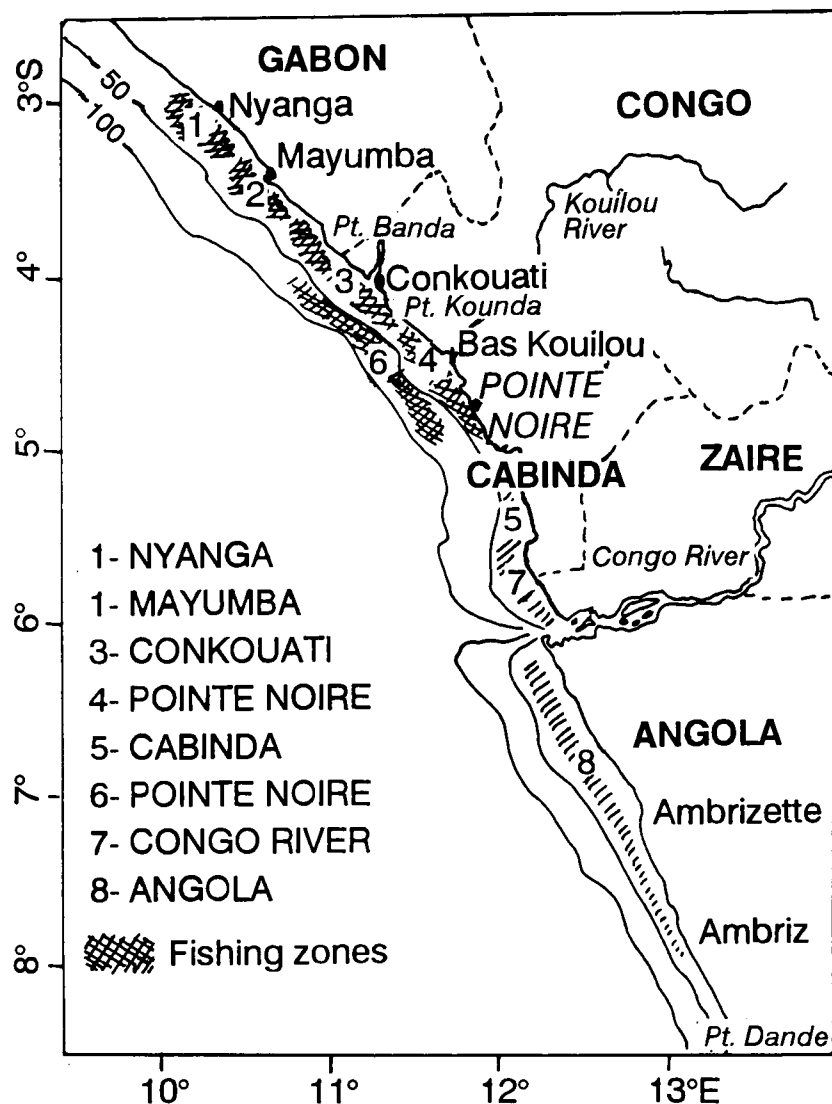 GABON
CONGO
3°S
50
100
1
Nyanga
Mayumba
2
Kouílou
River
Pt. Banda
4°
3
Conkouati
Pt. Kounda
4
Bas Kouilou
6
POINTE
NOIRE
5°
CABINDA
ZAIRE
5
1- NYANGA
Congo River
7
1- MAYUMBA
6°
3- CONKOUATI
4- POINTE NOIRE
ANGOLA
5- CABINDA
8
6- POINTE NOIRE
7°
Ambrizette
7- CONGO RIVER
8- ANGOLA
Ambriz
Fishing zones
8°
Pt. Dande
10°
11°
12°
13°E